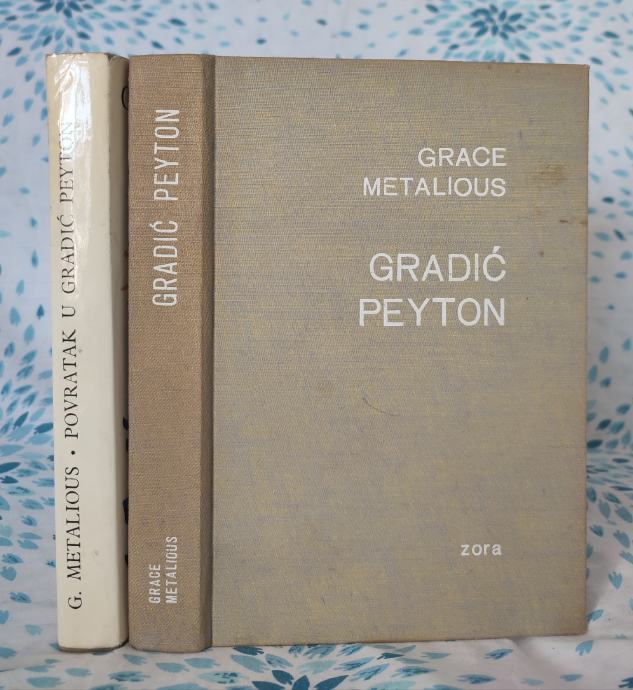 G. METALIOUS • POVRATAK U GRADIĆ PEYTON
GRADIĆ PEYTON
GRACE
METALIOUS
GRACE
METALIOUS
GRADIĆ
PEYTON
zora